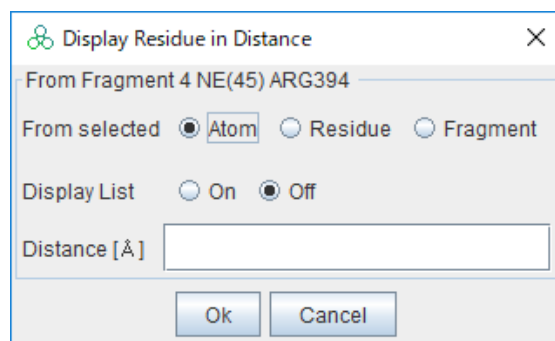 Display Residue in Distance
From Fragment 4 NE(45) ARG394
From selected Atom Residue Fragment
Display List On Off
Distance [Å]
Ok Cancel